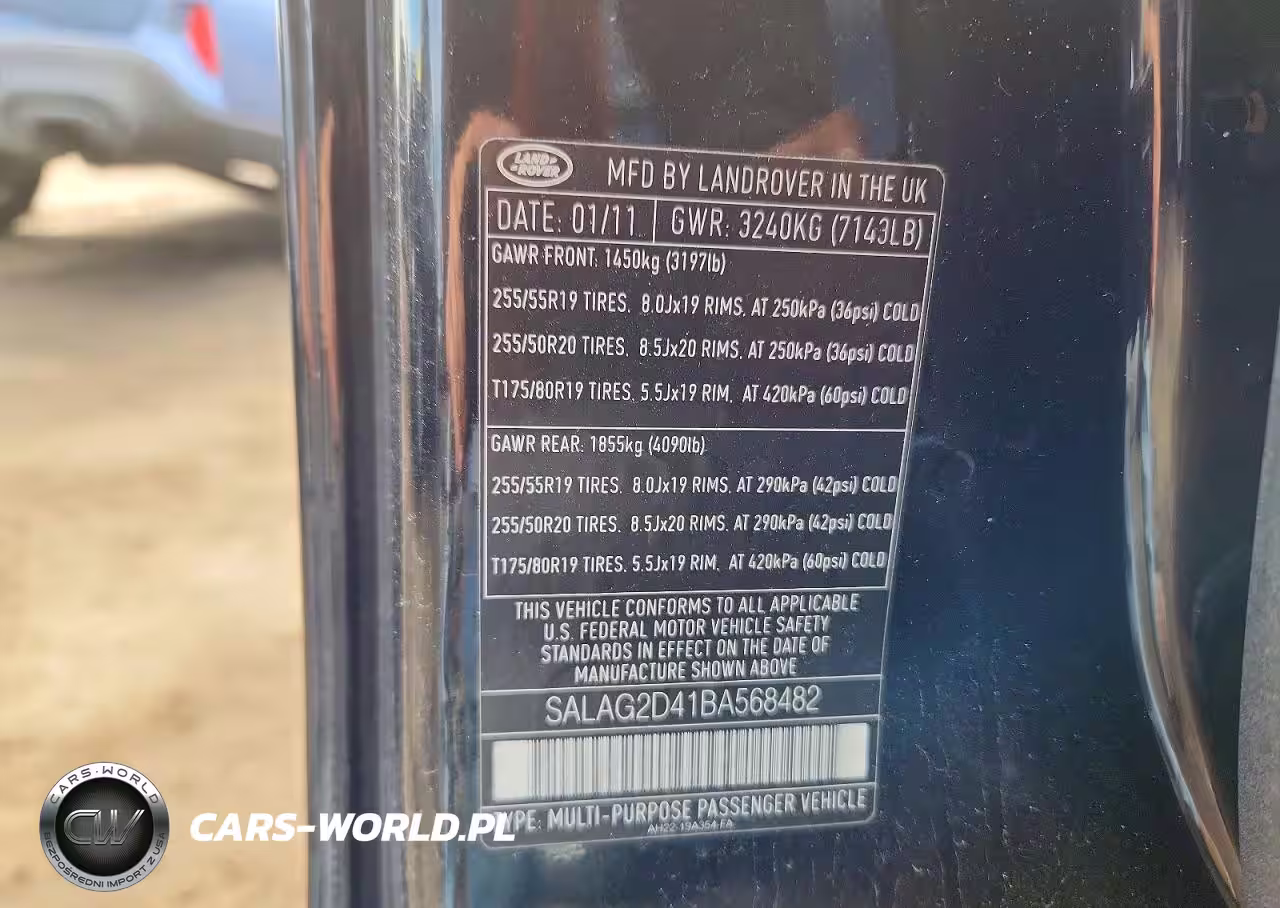 LAND ROVER
MFD BY LANDROVER IN THE UK
DATE: 01/11 GWR: 3240KG (7143LB)
GAWR FRONT: 1450kg (3197lb)
255/55R19 TIRES, 8.0Jx19 RIMS, AT 250kPa (36psi) COLD
255/50R20 TIRES, 8.5Jx20 RIMS, AT 250kPa (36psi) COLD
T175/80R19 TIRES, 5.5Jx19 RIM, AT 420kPa (60psi) COLD
GAWR REAR: 1855kg (4090lb)
255/55R19 TIRES, 8.0Jx19 RIMS, AT 290kPa (42psi) COLD
255/50R20 TIRES, 8.5Jx20 RIMS, AT 290kPa (42psi) COLD
T175/80R19 TIRES, 5.5Jx19 RIM, AT 420kPa (60psi) COLD
THIS VEHICLE CONFORMS TO ALL APPLICABLE
U.S. FEDERAL MOTOR VEHICLE SAFETY
STANDARDS IN EFFECT ON THE DATE OF
MANUFACTURE SHOWN ABOVE
SALAG2D41BA568482
TYPE: MULTI-PURPOSE PASSENGER VEHICLE
AH22-19A354-FA
CARS-WORLD
CW
BEZPOŚREDNI IMPORT Z USA
CARS-WORLD.PL